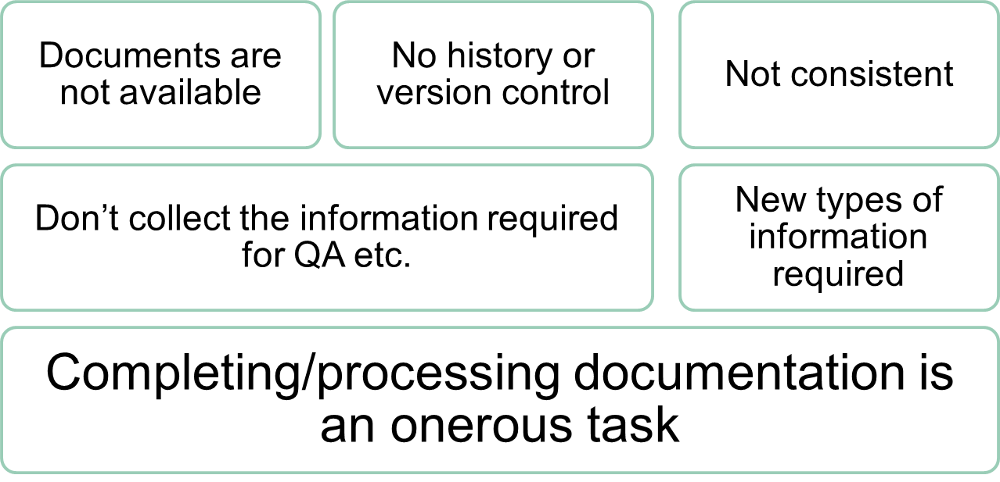 Documents are
not available
No history or
version control
Not consistent
Don’t collect the information required
for QA etc.
New types of
information
required
Completing/processing documentation is
an onerous task